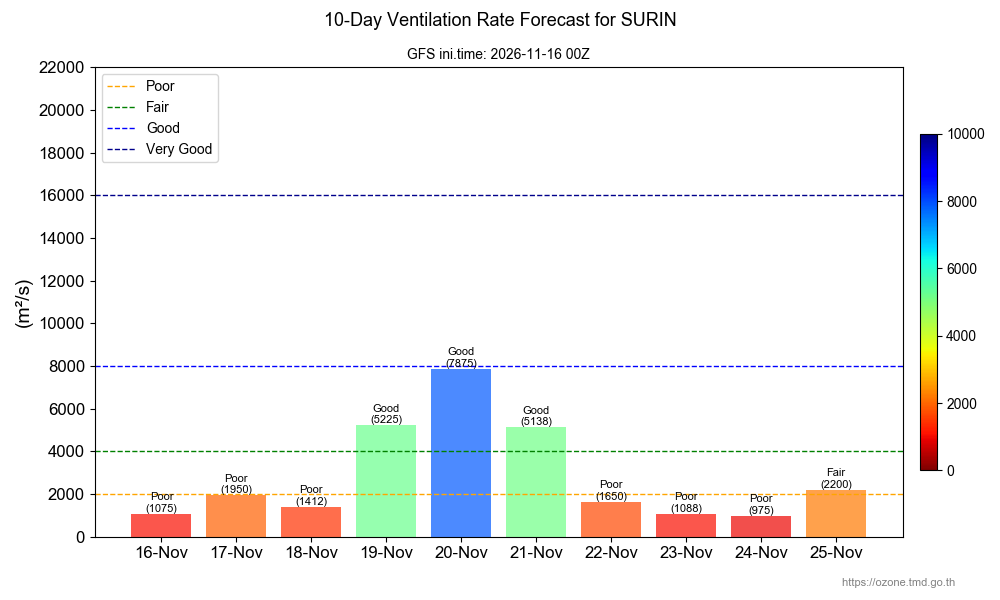 10-Day Ventilation Rate Forecast for SURIN
GFS ini.time: 2026-11-16 00Z
22000
20000
18000
16000
14000
12000
10000
8000
6000
4000
2000
0
(m²/s)
Poor
Fair
Good
Very Good
Poor
(1075)
Poor
(1950)
Poor
(1412)
Good
(5225)
Good
(7875)
Good
(5138)
Poor
(1650)
Poor
(1088)
Poor
(975)
Fair
(2200)
16-Nov
17-Nov
18-Nov
19-Nov
20-Nov
21-Nov
22-Nov
23-Nov
24-Nov
25-Nov
10000
8000
6000
4000
2000
0
https://ozone.tmd.go.th